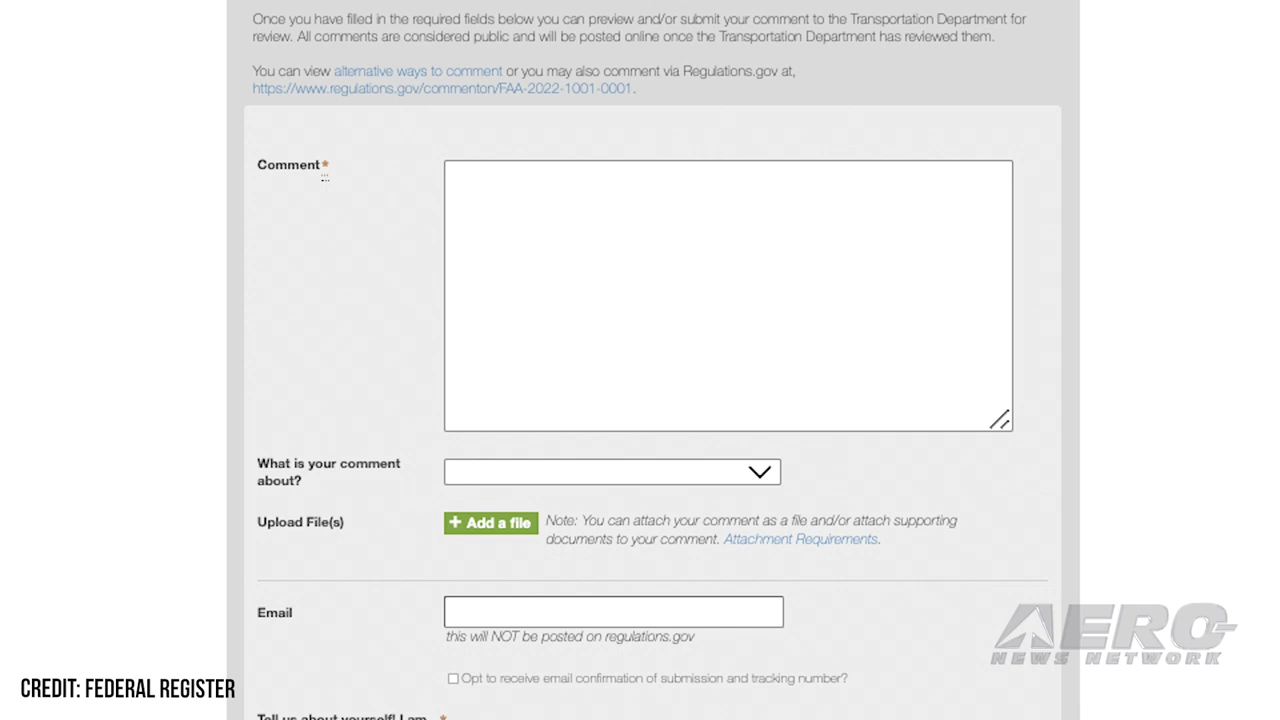 Once you have filled in the required fields below you can preview and/or submit your comment to the Transportation Department for
review. All comments are considered public and will be posted online once the Transportation Department has reviewed them.
You can view alternative ways to comment or you may also comment via Regulations.gov at,
https://www.regulations.gov/commenton/FAA-2022-1001-0001.
Comment*
What is your comment
about?
Upload File(s)
+ Add a file
Note: You can attach your comment as a file and/or attach supporting
documents to your comment. Attachment Requirements.
Email
this will NOT be posted on regulations.gov
Opt to receive email confirmation of submission and tracking number?
Tell us about yourself! I am *
AERO
NEWS NETWORK
CREDIT: FEDERAL REGISTER